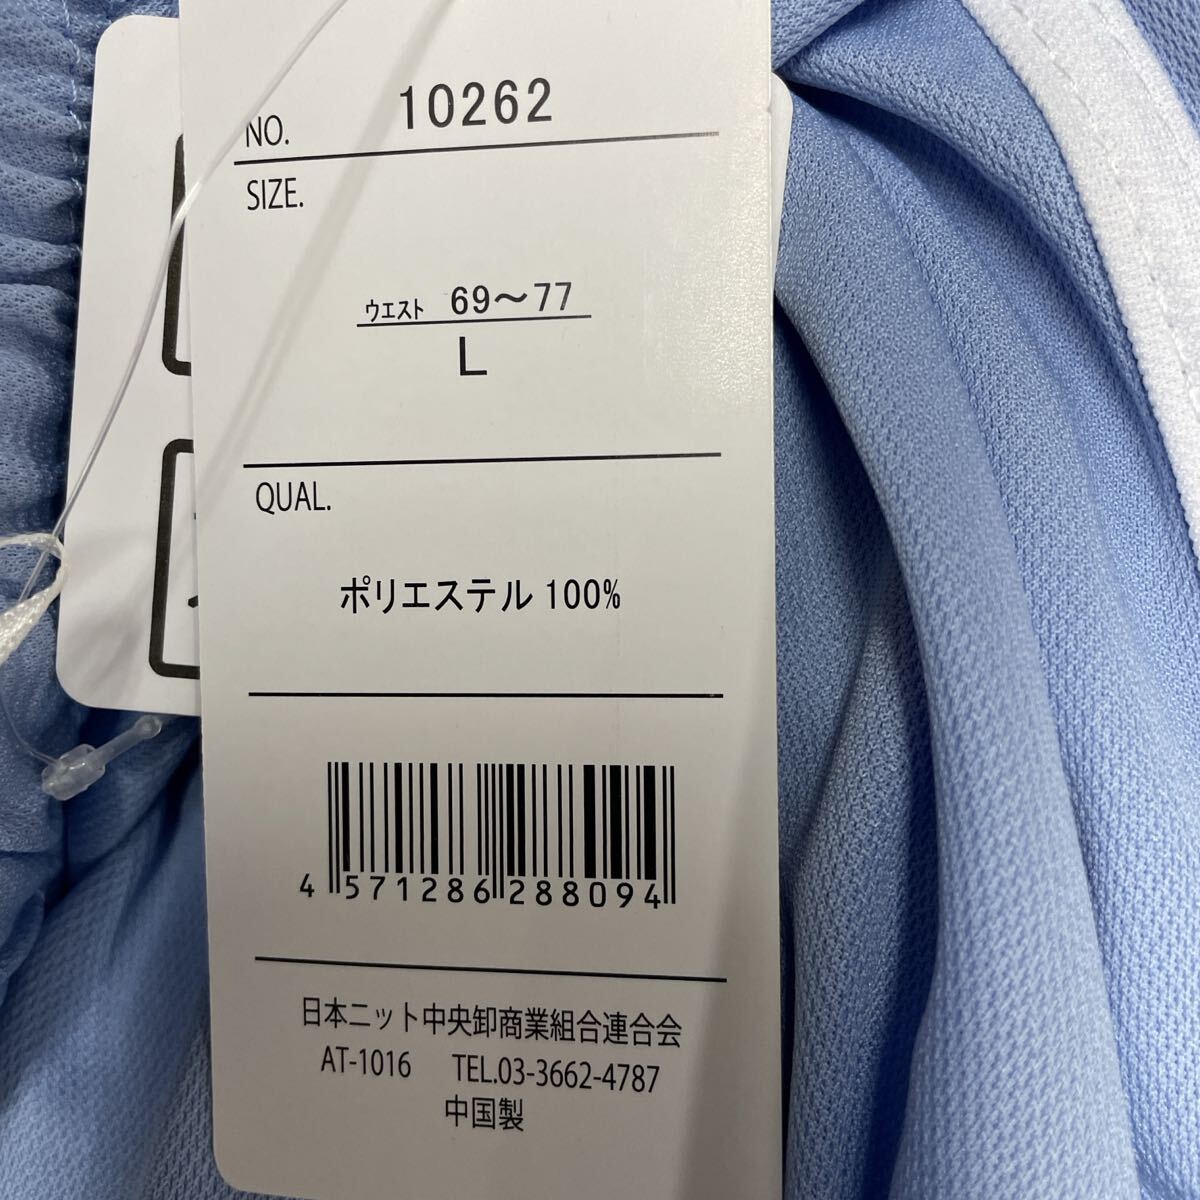 NO. 10262
SIZE.
ウエスト 69〜77
L
QUAL.
ポリエステル 100%
4 571286 288094
日本ニット中央卸商業組合連合会
AT-1016 TEL.03-3662-4787
中国製